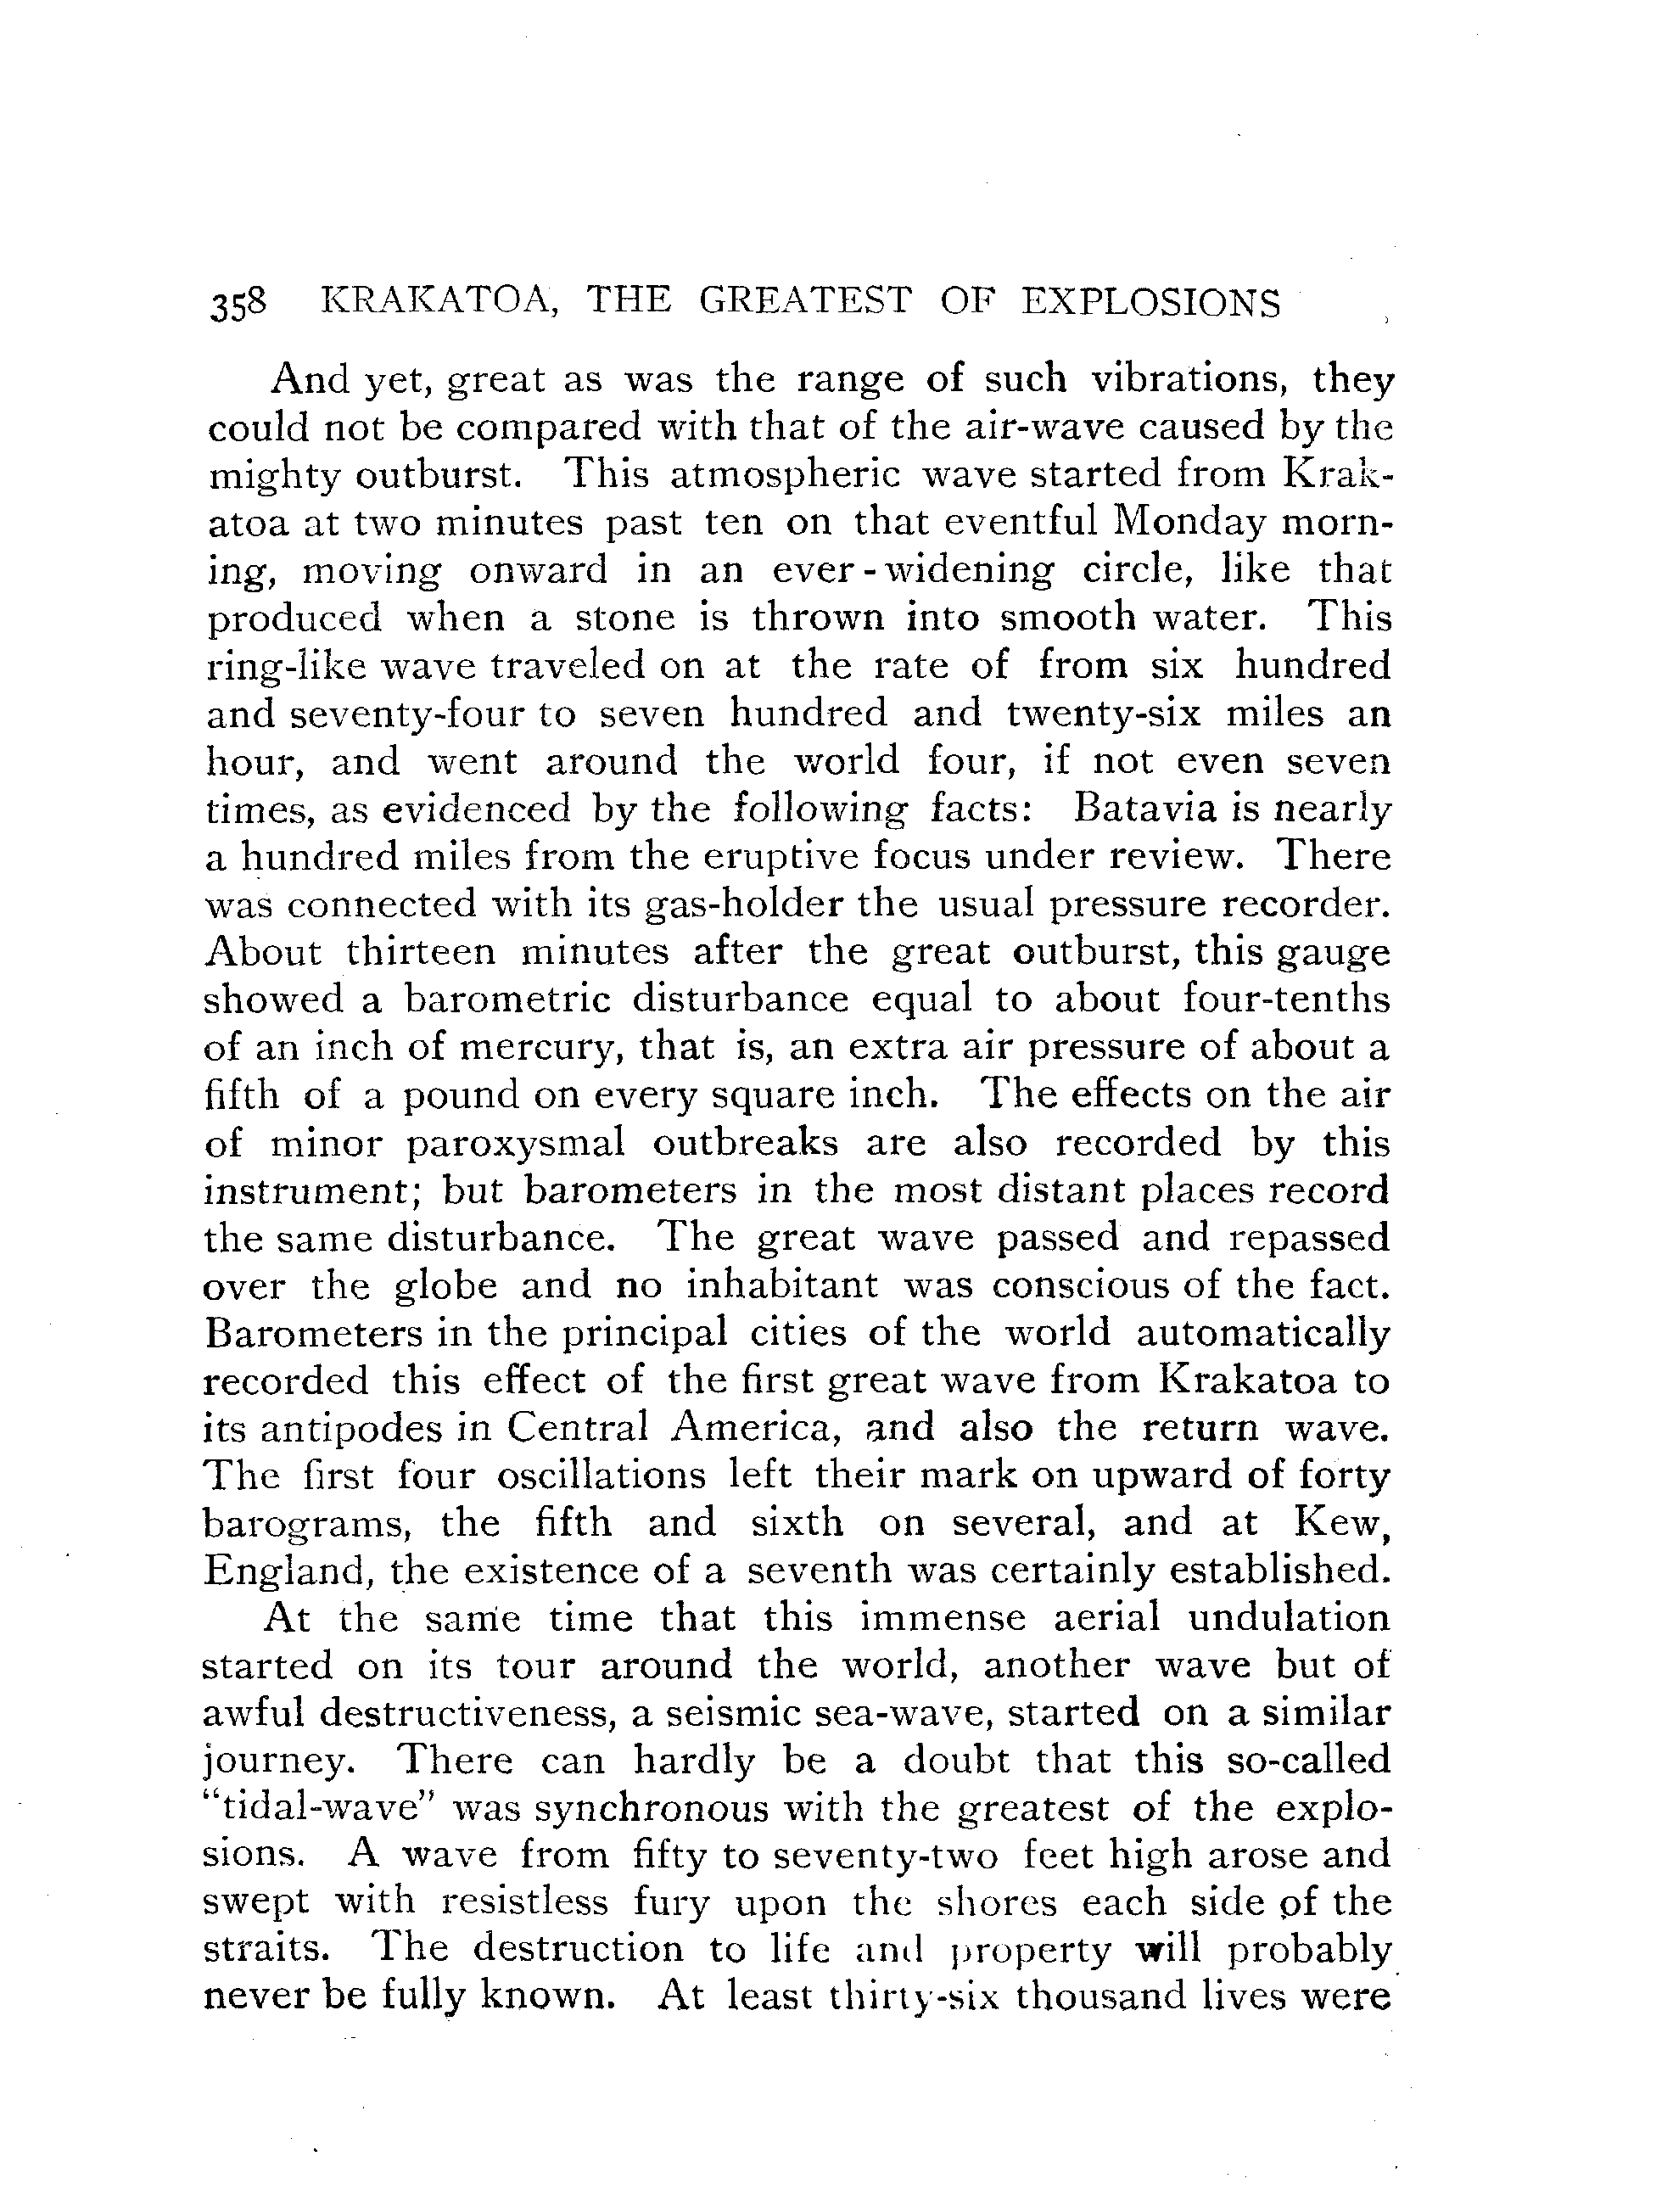 358 KRAKATOA, THE GREATEST OF EXPLOSIONS
And yet, great as was the range of such vibrations, they
could not be compared with that of the air-wave caused by the
mighty outburst. This atmospheric wave started from Krak-
atoa at two minutes past ten on that eventful Monday morn-
ing, moving onward in an ever-widening circle, like that
produced when a stone is thrown into smooth water. This
ring-like wave traveled on at the rate of from six hundred
and seventy-four to seven hundred and twenty-six miles an
hour, and went around the world four, if not even seven
times, as evidenced by the following facts: Batavia is nearly
a hundred miles from the eruptive focus under review. There
was connected with its gas-holder the usual pressure recorder.
About thirteen minutes after the great outburst, this gauge
showed a barometric disturbance equal to about four-tenths
of an inch of mercury, that is, an extra air pressure of about a
fifth of a pound on every square inch. The effects on the air
of minor paroxysmal outbreaks are also recorded by this
instrument; but barometers in the most distant places record
the same disturbance. The great wave passed and repassed
over the globe and no inhabitant was conscious of the fact.
Barometers in the principal cities of the world automatically
recorded this effect of the first great wave from Krakatoa to
its antipodes in Central America, and also the return wave.
The first four oscillations left their mark on upward of forty
barograms, the fifth and sixth on several, and at Kew,
England, the existence of a seventh was certainly established.
At the same time that this immense aerial undulation
started on its tour around the world, another wave but of
awful destructiveness, a seismic sea-wave, started on a similar
journey. There can hardly be a doubt that this so-called
“tidal-wave” was synchronous with the greatest of the explo-
sions. A wave from fifty to seventy-two feet high arose and
swept with resistless fury upon the shores each side of the
straits. The destruction to life and property will probably
never be fully known. At least thirty-six thousand lives were